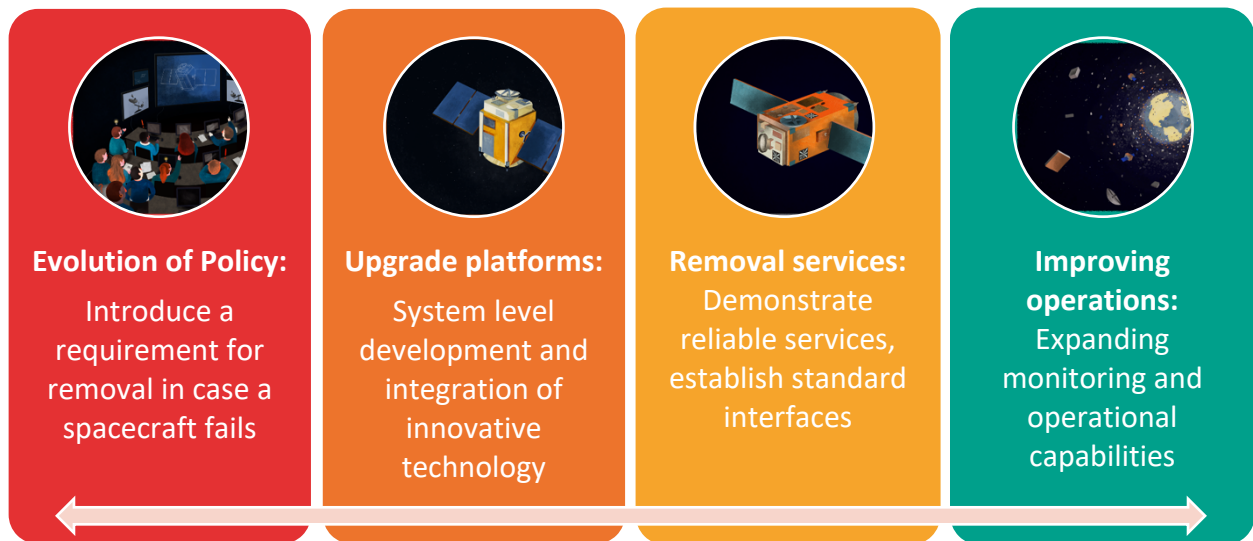 Evolution of Policy:
Introduce a
requirement for
removal in case a
spacecraft fails
Upgrade platforms:
System level
development and
integration of
innovative
technology
Removal services:
Demonstrate
reliable services,
establish standard
interfaces
Improving
operations:
Expanding
monitoring and
operational
capabilities